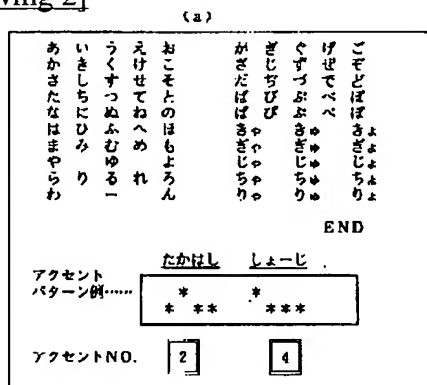 ving 2]
(a)
あかさたなはまやらわ
いきしちにひみ り
うくすつぬふむゆるー
えけせてねへめ れ
おこそとのほもよろん
がざだばぱきゃぎゃじゃちゃりゃ
ぎじぢびぴ
ぐずづぶぷきゅぎゅじゅちゅりゅ
げぜでべぺ
ごぞどぼぽきょぎょじょちょりょ
END
たかはし しょーじ
アクセント
パターン例……
* *
* ** ***
アクセントNO. 2 4